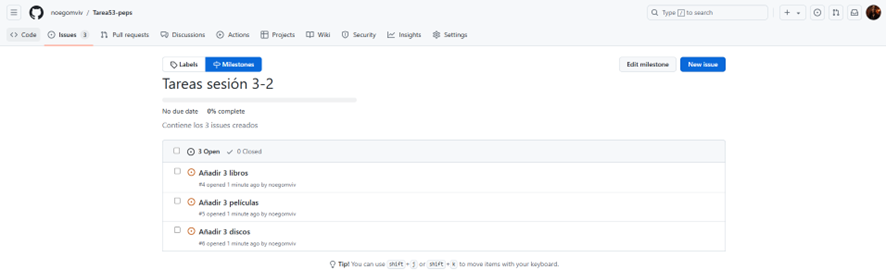 noegomviv / Tarea53-peps
Type / to search
Code Issues 3 Pull requests Discussions Actions Projects Wiki Security Insights Settings
Labels Milestones
Edit milestone New issue
Tareas sesión 3-2
No due date 0% complete
Contiene los 3 issues creados
3 Open 0 Closed
Añadir 3 libros
#4 opened 1 minute ago by noegomviv
Añadir 3 películas
#5 opened 1 minute ago by noegomviv
Añadir 3 discos
#6 opened 1 minute ago by noegomviv
Tip! You can use shift + j or shift + k to move items with your keyboard.